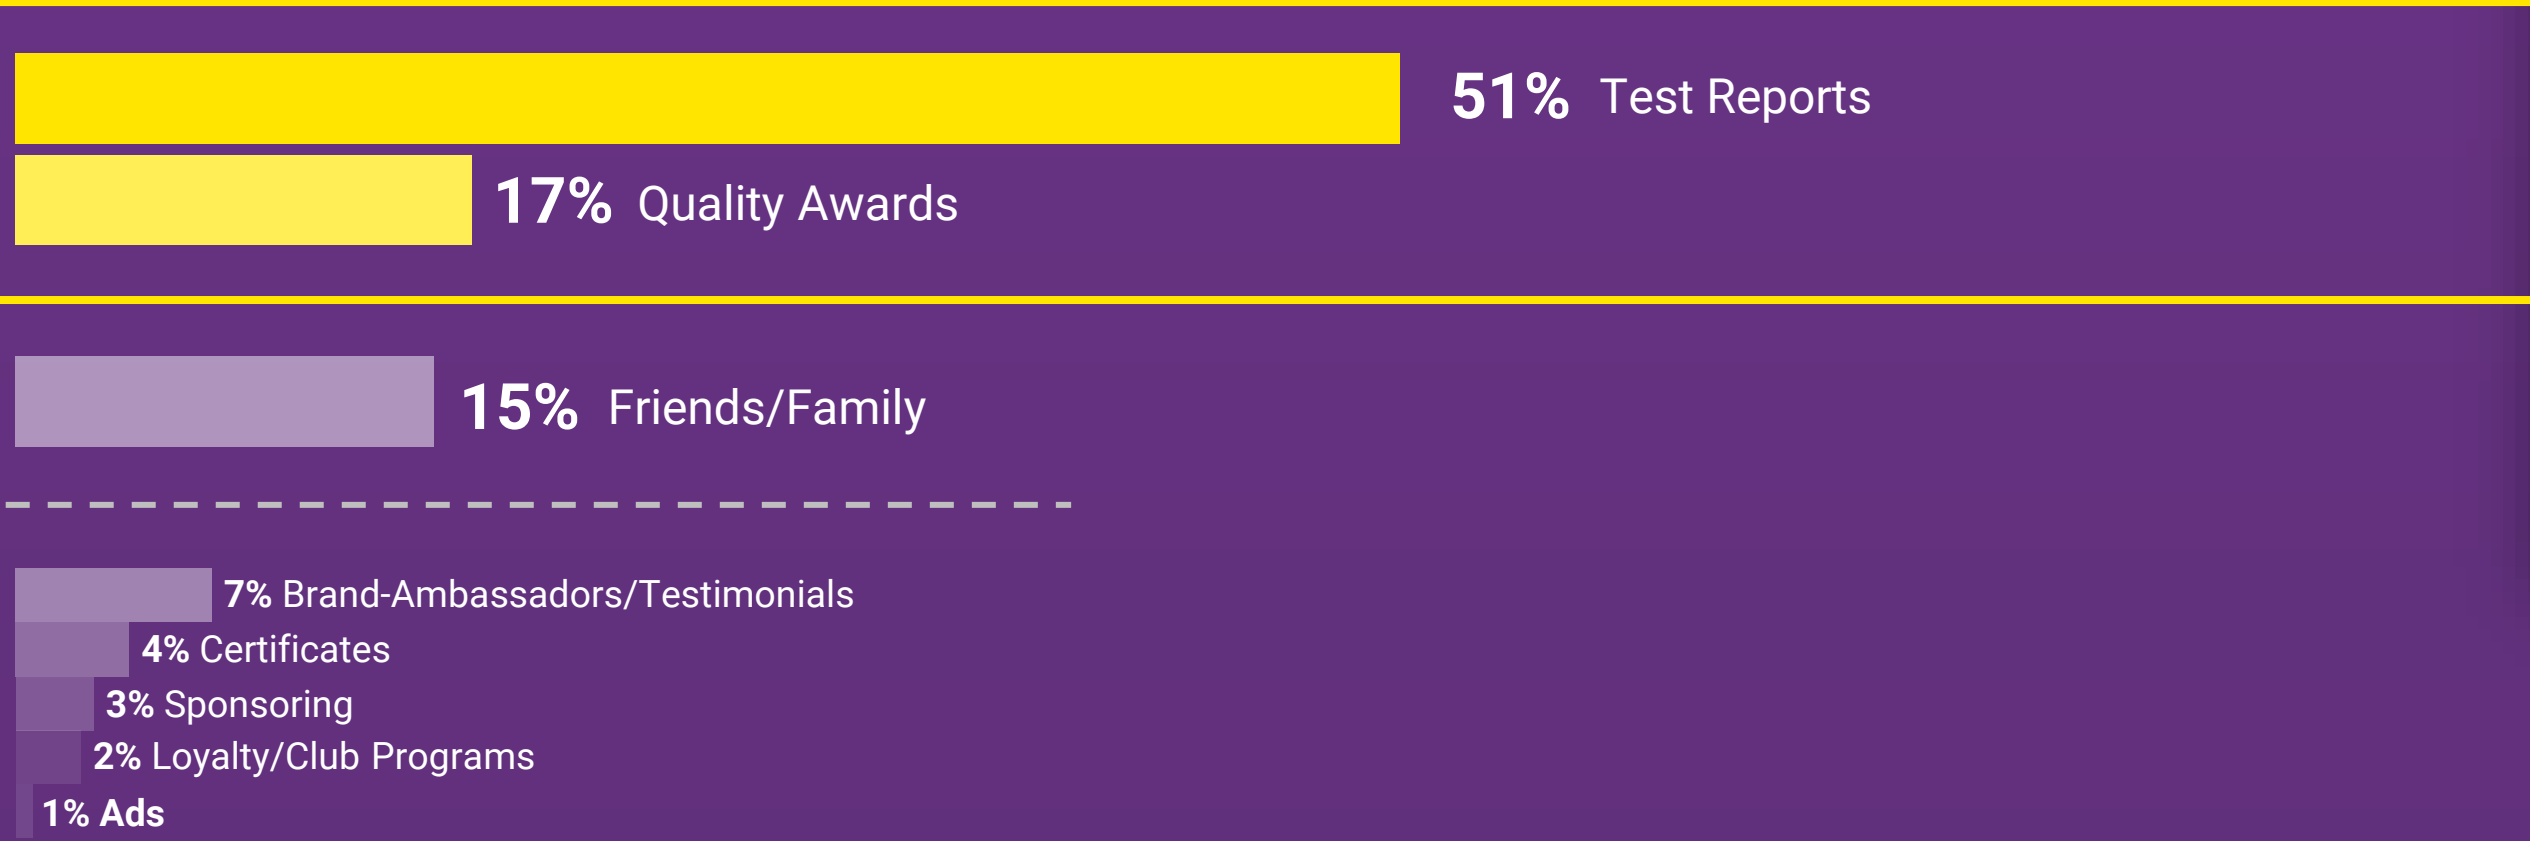 51% Test Reports
17% Quality Awards
15% Friends/Family
7% Brand-Ambassadors/Testimonials
4% Certificates
3% Sponsoring
2% Loyalty/Club Programs
1% Ads